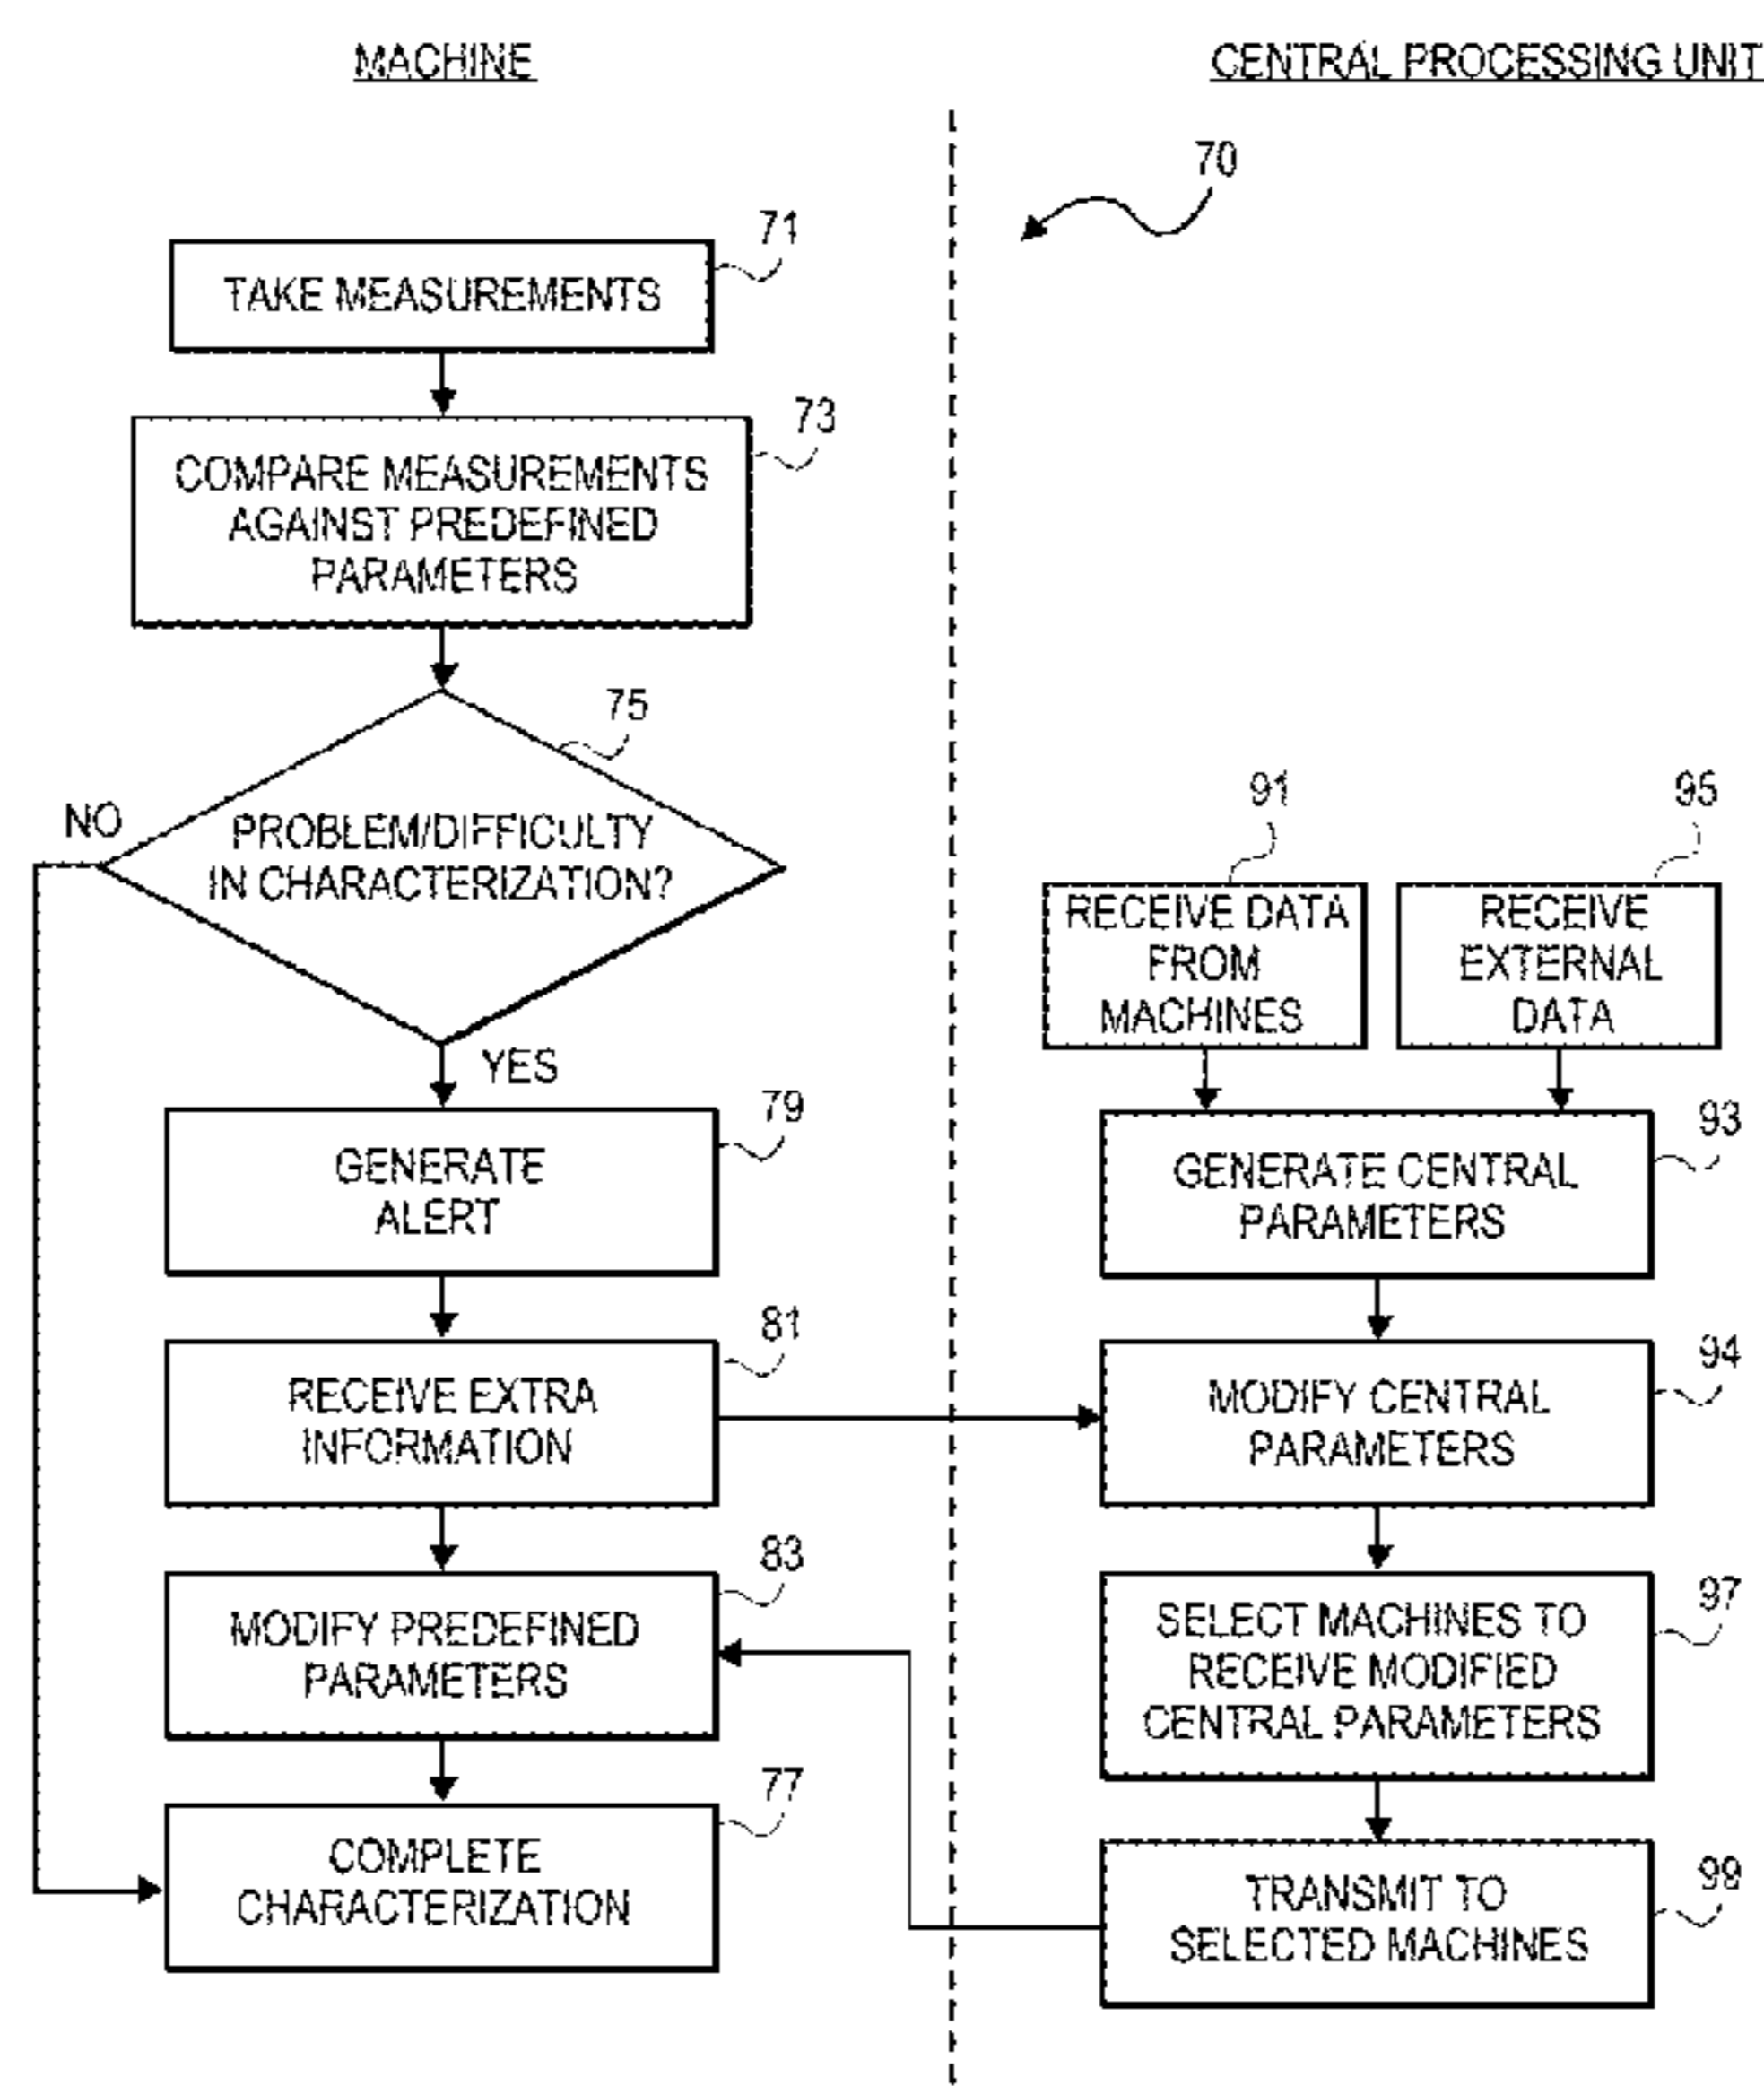 MACHINE
CENTRAL PROCESSING UNIT
70
71
TAKE MEASUREMENTS
73
COMPARE MEASUREMENTS
AGAINST PREDEFINED
PARAMETERS
75
NO
PROBLEM/DIFFICULTY
IN CHARACTERIZATION?
YES
79
GENERATE
ALERT
81
RECEIVE EXTRA
INFORMATION
83
MODIFY PREDEFINED
PARAMETERS
77
COMPLETE
CHARACTERIZATION
91
RECEIVE DATA
FROM
MACHINES
95
RECEIVE
EXTERNAL
DATA
93
GENERATE CENTRAL
PARAMETERS
94
MODIFY CENTRAL
PARAMETERS
97
SELECT MACHINES TO
RECEIVE MODIFIED
CENTRAL PARAMETERS
99
TRANSMIT TO
SELECTED MACHINES